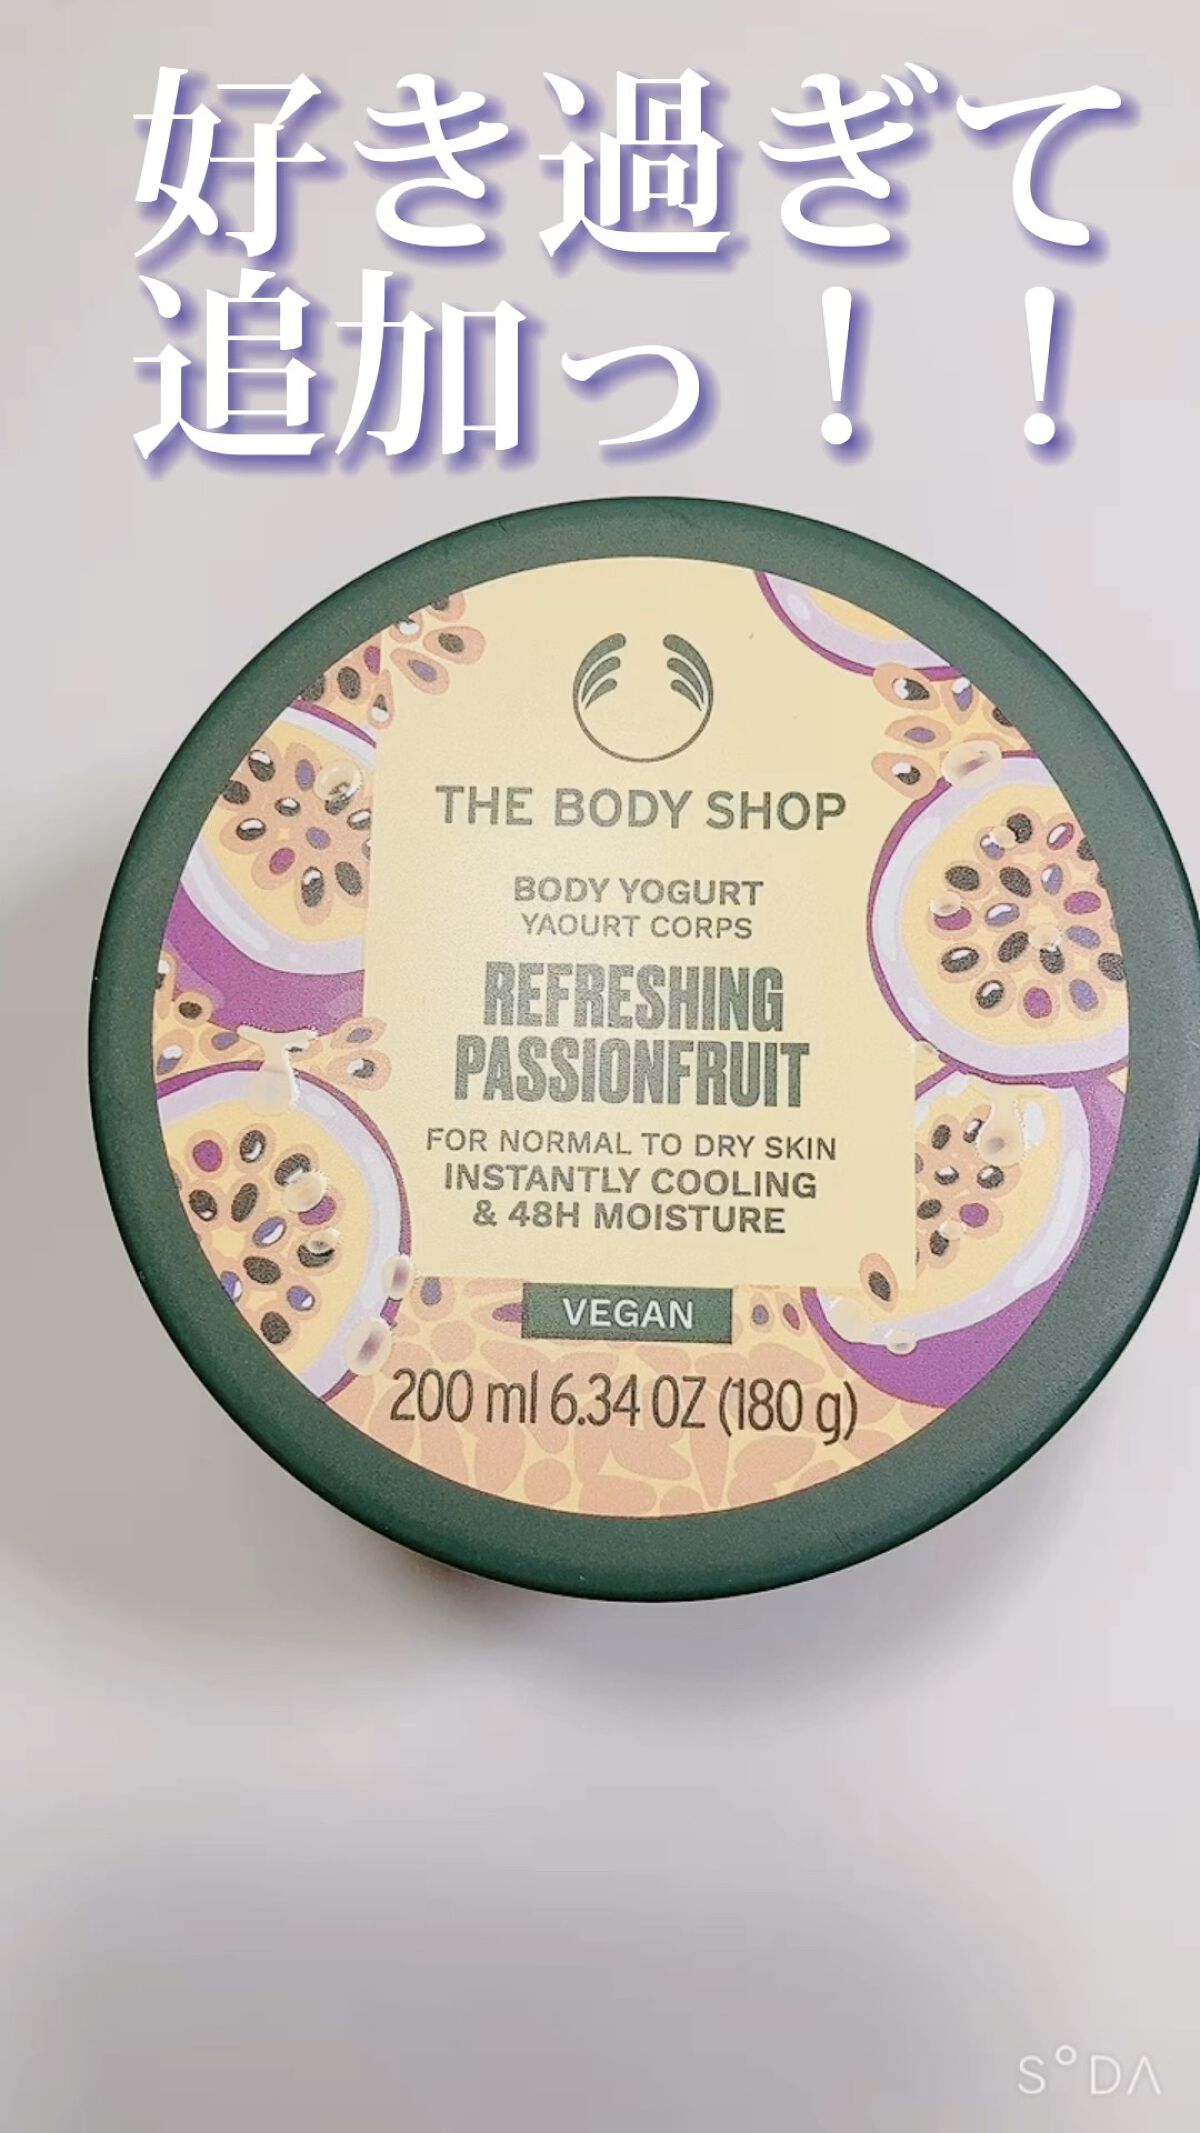 好き過ぎて
追加っ！！
THE BODY SHOP
BODY YOGURT
YAOURT CORPS
REFRESHING
PASSIONFRUIT
FOR NORMAL TO DRY SKIN
INSTANTLY COOLING
& 48H MOISTURE
VEGAN
200 ml 6.34 OZ (180 g)
SODA